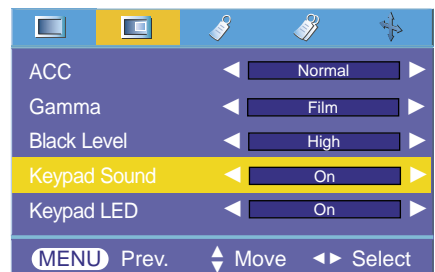 ACC Normal
Gamma Film
Black Level High
Keypad Sound On
Keypad LED On
MENU Prev. Move Select